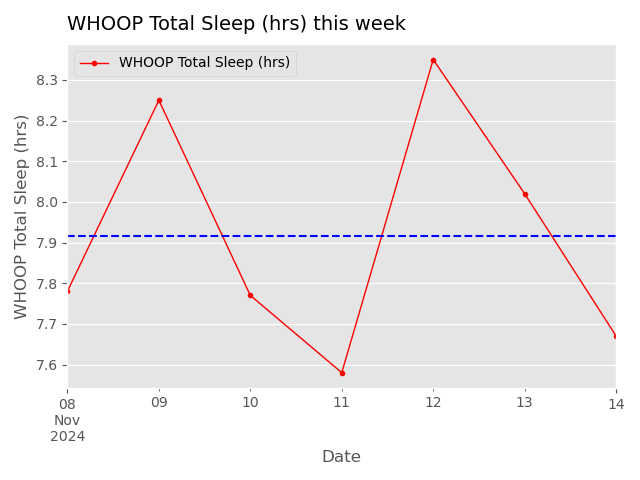 WHOOP Total Sleep (hrs) this week
WHOOP Total Sleep (hrs)
WHOOP Total Sleep (hrs)
8.3
8.2
8.1
8.0
7.9
7.8
7.7
7.6
08 09 10 11 12 13 14
Nov
2024
Date